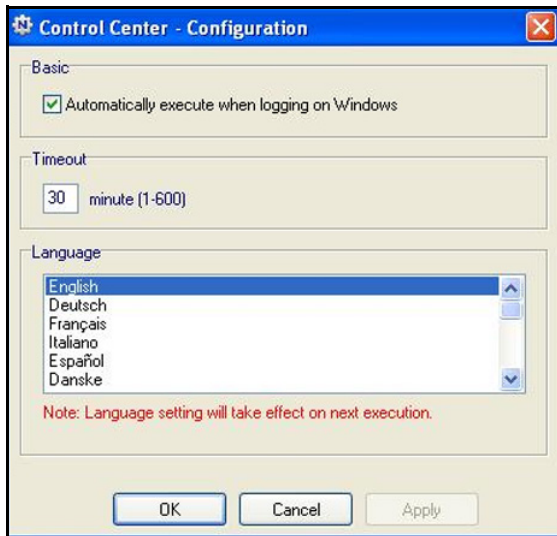 Control Center - Configuration
Basic
Automatically execute when logging on Windows
Timeout
30 minute (1-600)
Language
English
Deutsch
Français
Italiano
Español
Danske
Note: Language setting will take effect on next execution.
OK Cancel Apply